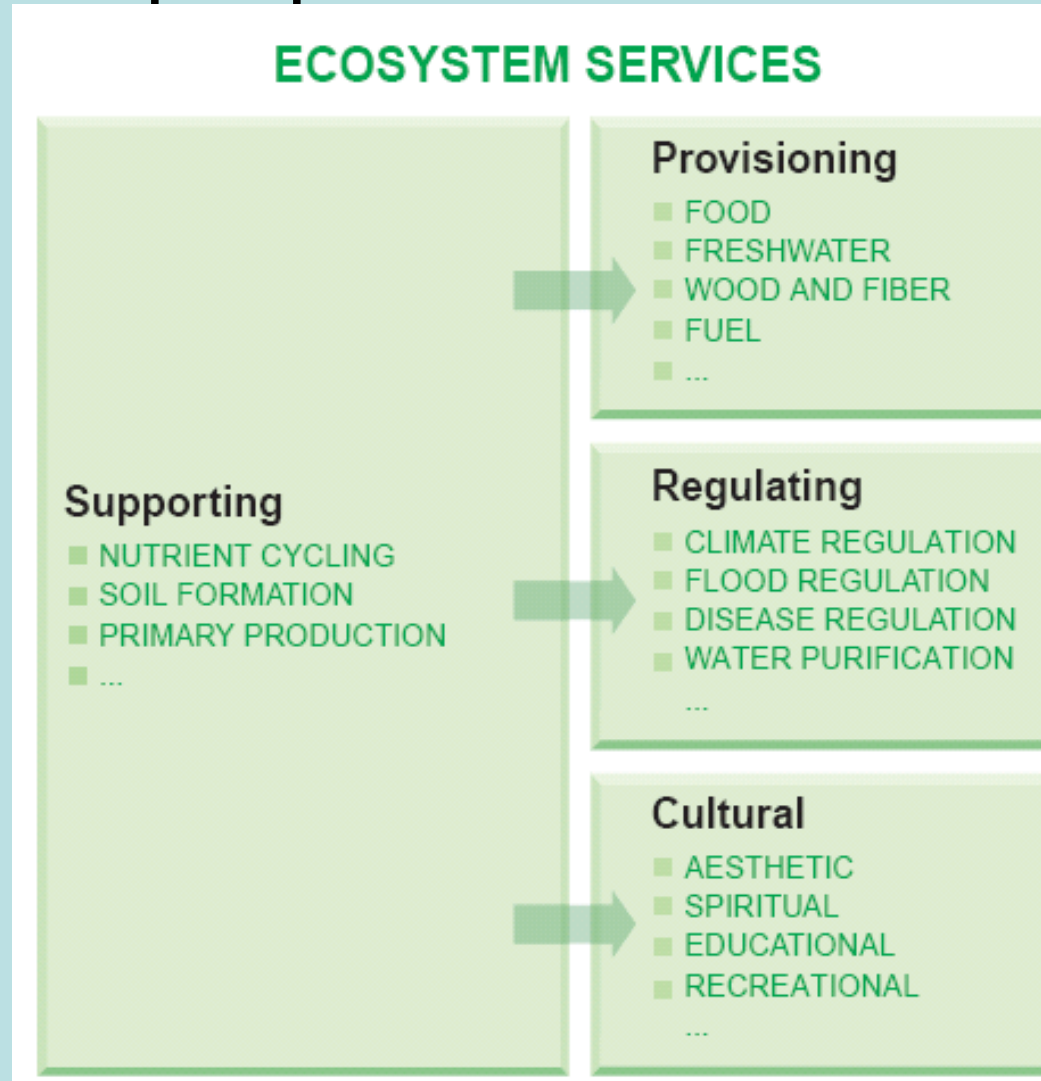 ECOSYSTEM SERVICES
Supporting
NUTRIENT CYCLING
SOIL FORMATION
PRIMARY PRODUCTION
...
Provisioning
FOOD
FRESHWATER
WOOD AND FIBER
FUEL
...
Regulating
CLIMATE REGULATION
FLOOD REGULATION
DISEASE REGULATION
WATER PURIFICATION
...
Cultural
AESTHETIC
SPIRITUAL
EDUCATIONAL
RECREATIONAL
...